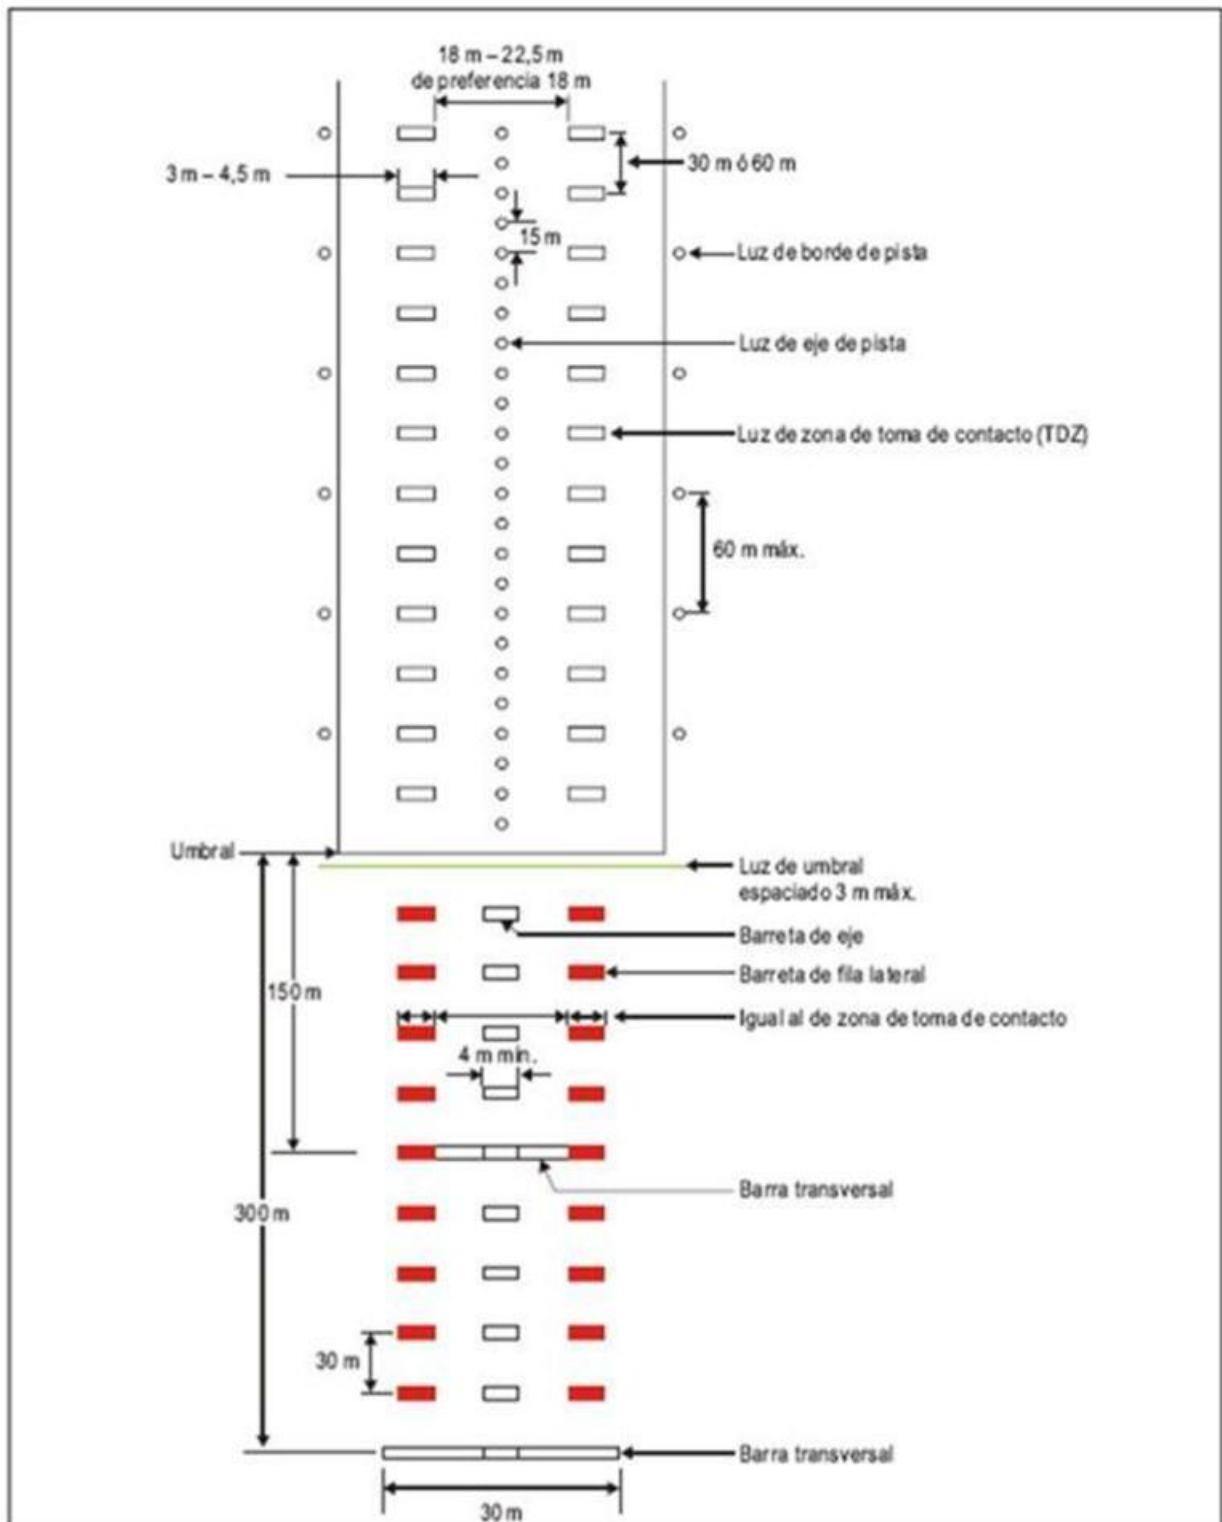 18 m – 22,5 m
de preferencia 18 m
3 m – 4,5 m
30 m ó 60 m
15 m
Luz de borde de pista
Luz de eje de pista
Luz de zona de toma de contacto (TDZ)
60 m máx.
Umbral
Luz de umbral
espaciado 3 m máx.
Barreta de eje
Barreta de fila lateral
150 m
Igual al de zona de toma de contacto
4 m mín.
Barra transversal
300 m
30 m
Barra transversal
30 m